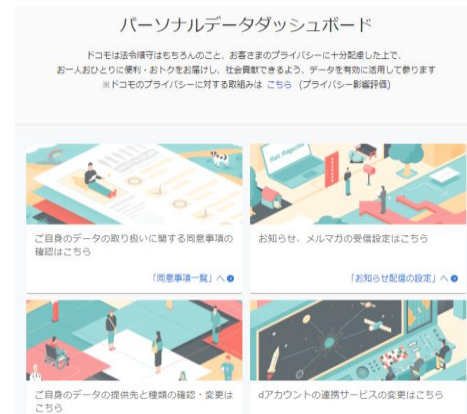 パーソナルデータダッシュボード
ドコモは法令順守はもちろんのこと、お客さまのプライバシーに十分配慮した上で、
お一人おひとりに便利・おトクをお届けし、社会貢献できるよう、データを有効に活用して参ります
※ドコモのプライバシーに対する取組みは こちら (プライバシー影響評価)
Mail Magazine
ご自身のデータの取り扱いに関する同意事項の
確認はこちら
「同意事項一覧」へ
お知らせ、メルマガの受信設定はこちら
「お知らせ配信の設定」へ
ご自身のデータの提供先と種類の確認・変更は
こちら
dアカウントの連携サービスの変更はこちら